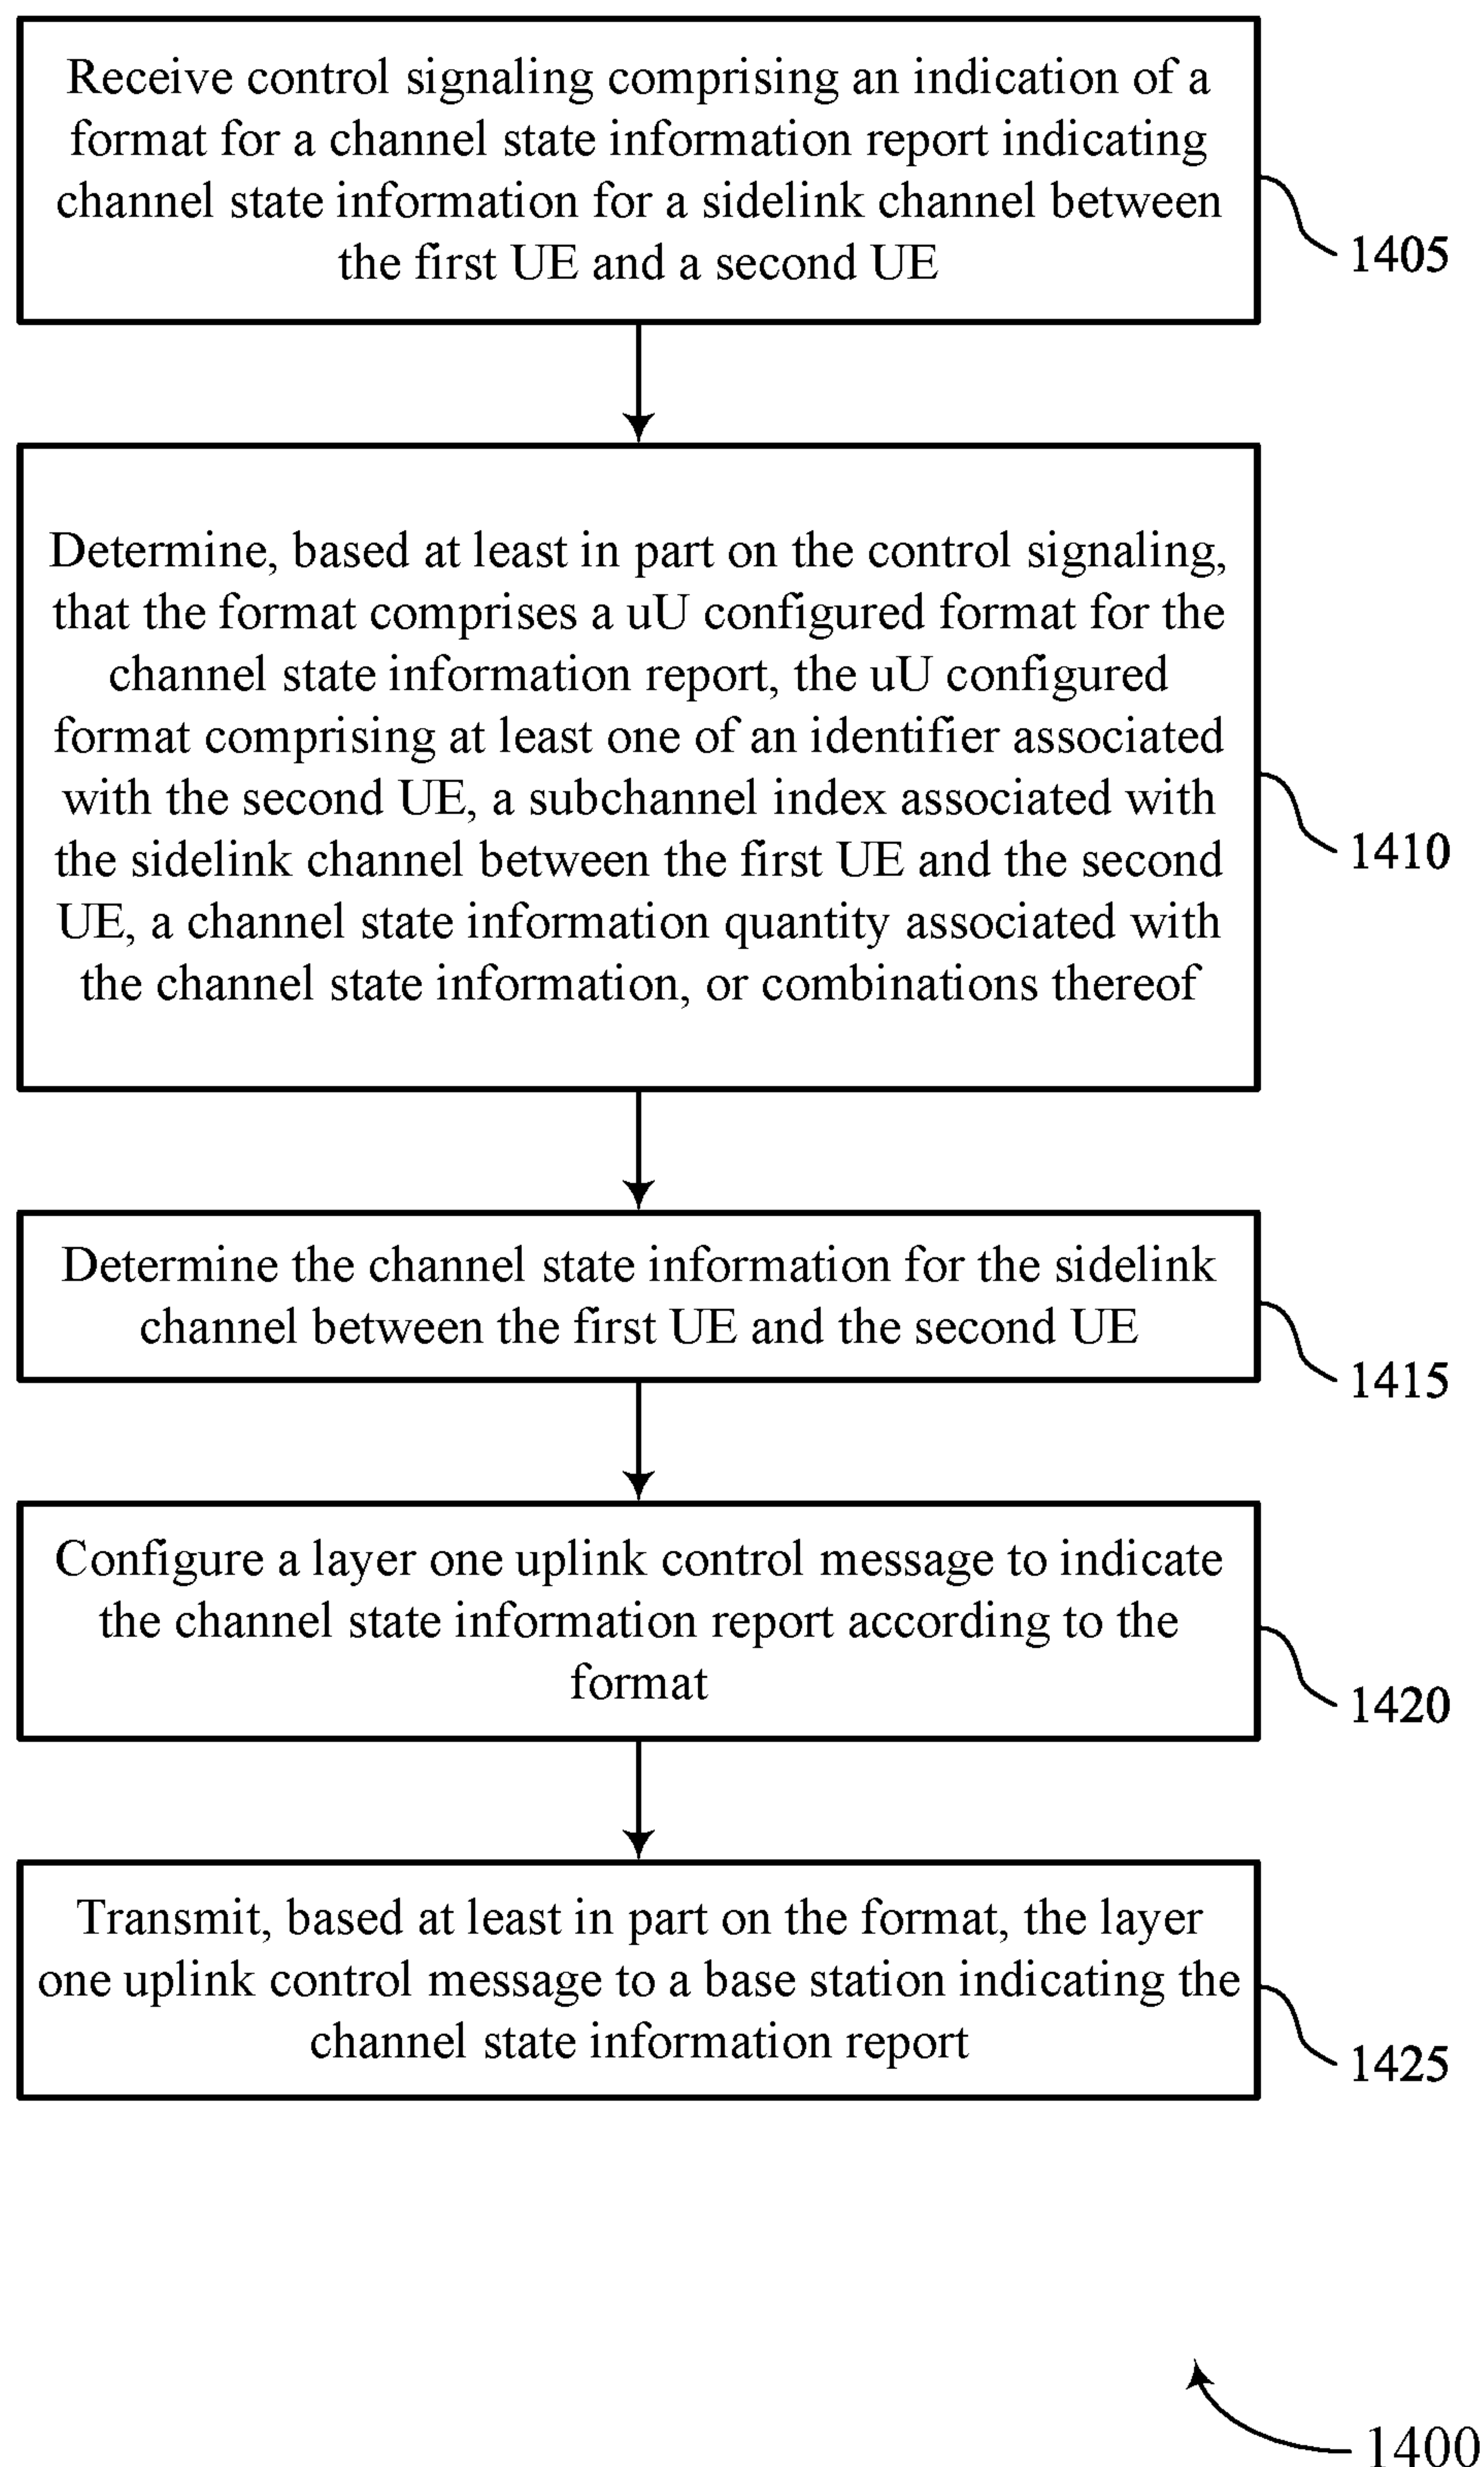 Receive control signaling comprising an indication of a
format for a channel state information report indicating
channel state information for a sidelink channel between
the first UE and a second UE
1405
Determine, based at least in part on the control signaling,
that the format comprises a uU configured format for the
channel state information report, the uU configured
format comprising at least one of an identifier associated
with the second UE, a subchannel index associated with
the sidelink channel between the first UE and the second
UE, a channel state information quantity associated with
the channel state information, or combinations thereof
1410
Determine the channel state information for the sidelink
channel between the first UE and the second UE
1415
Configure a layer one uplink control message to indicate
the channel state information report according to the
format
1420
Transmit, based at least in part on the format, the layer
one uplink control message to a base station indicating the
channel state information report
1425
1400